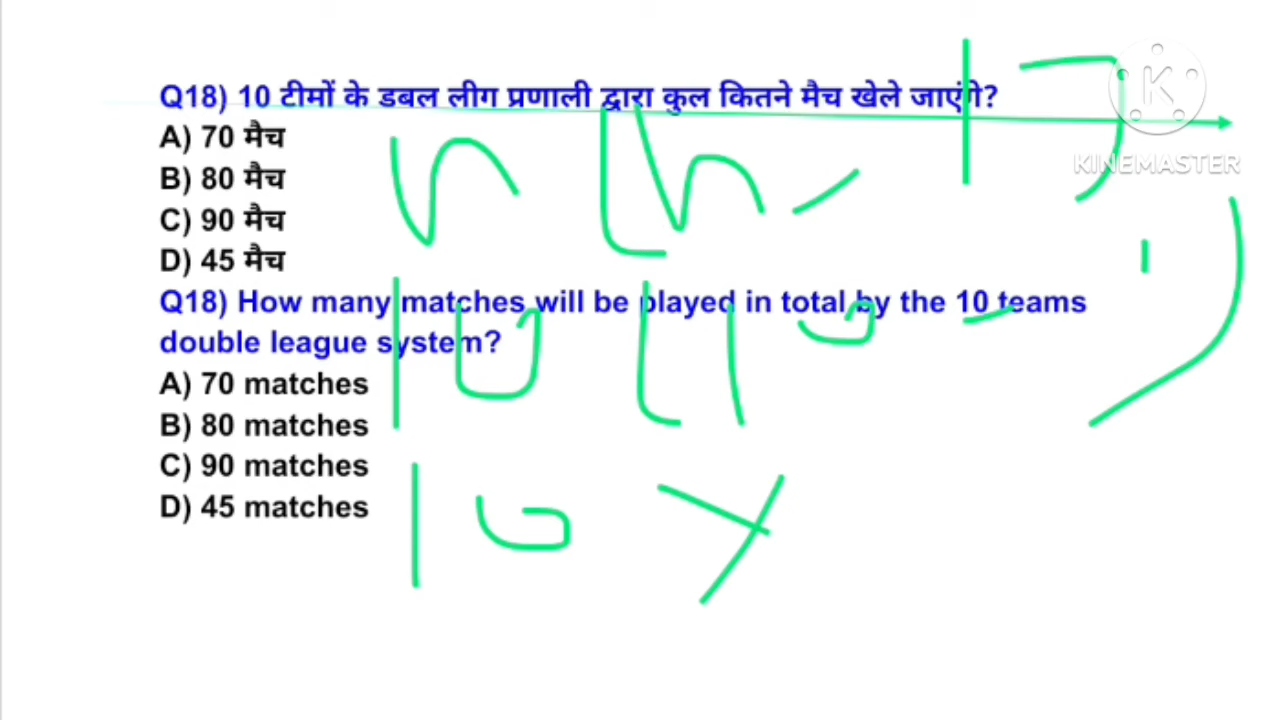 Q18) 10 टीमों के डबल लीग प्रणाली द्वारा कुल कितने मैच खेले जाएंगे?
A) 70 मैच
B) 80 मैच
C) 90 मैच
D) 45 मैच
Q18) How many matches will be played in total by the 10 teams
double league system?
A) 70 matches
B) 80 matches
C) 90 matches
D) 45 matches
K
KINEMASTER
n (n - 1)
10 (10 - 1)
10 ×